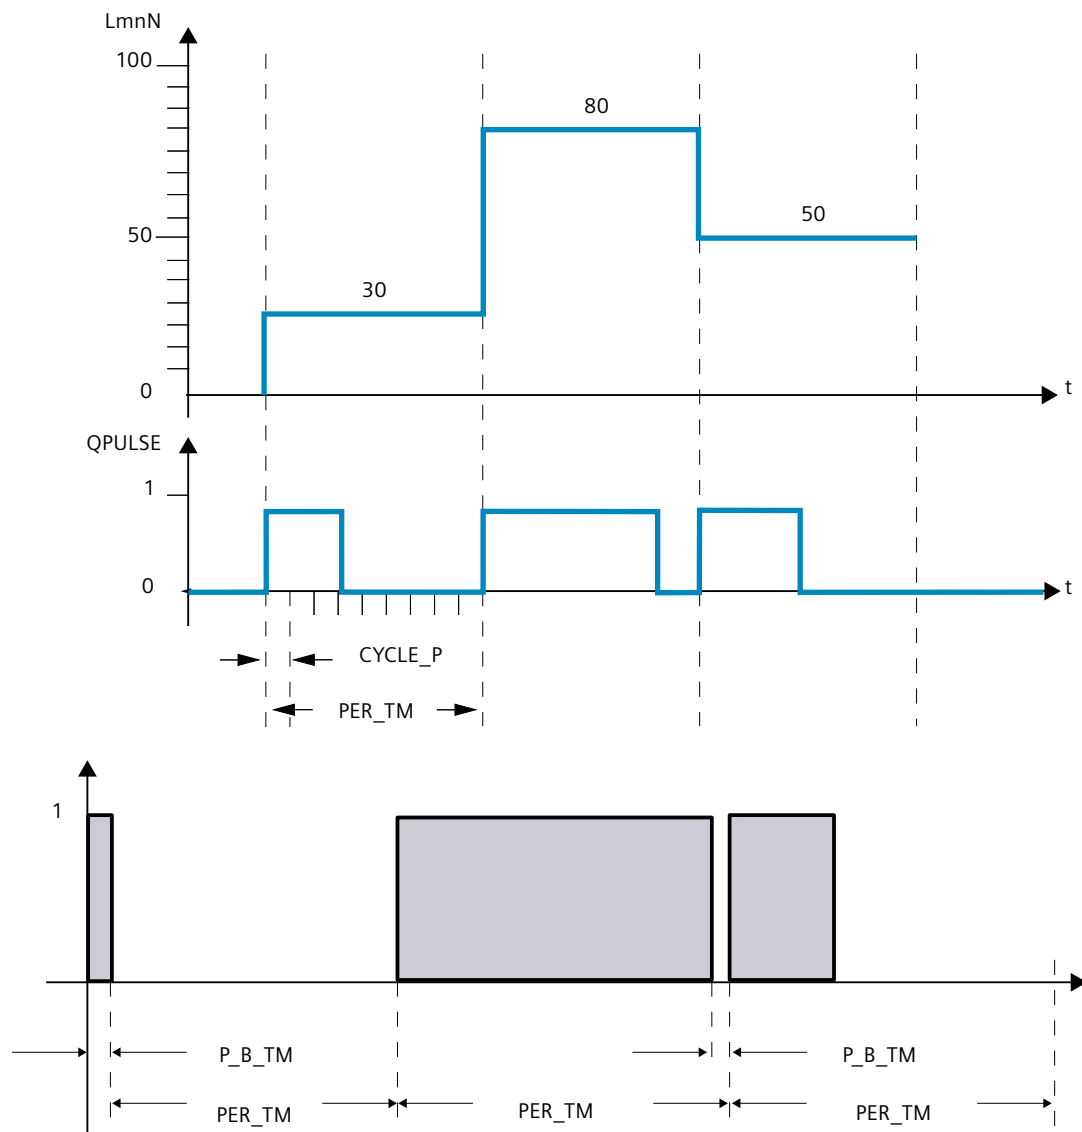 LmnN
100
80
50
50
30
0
t
QPULSE
1
0
t
CYCLE_P
PER_TM
1
P_B_TM
P_B_TM
PER_TM
PER_TM
PER_TM